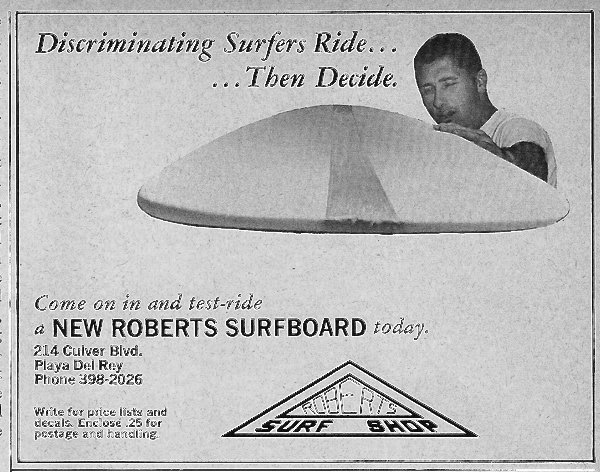 Discriminating Surfers Ride...
...Then Decide.
Come on in and test-ride
a NEW ROBERTS SURFBOARD today.
214 Culver Blvd.
Playa Del Rey
Phone 398-2026
Write for price lists and
decals. Enclose .25 for
postage and handling.
ROBERTS
SURF SHOP